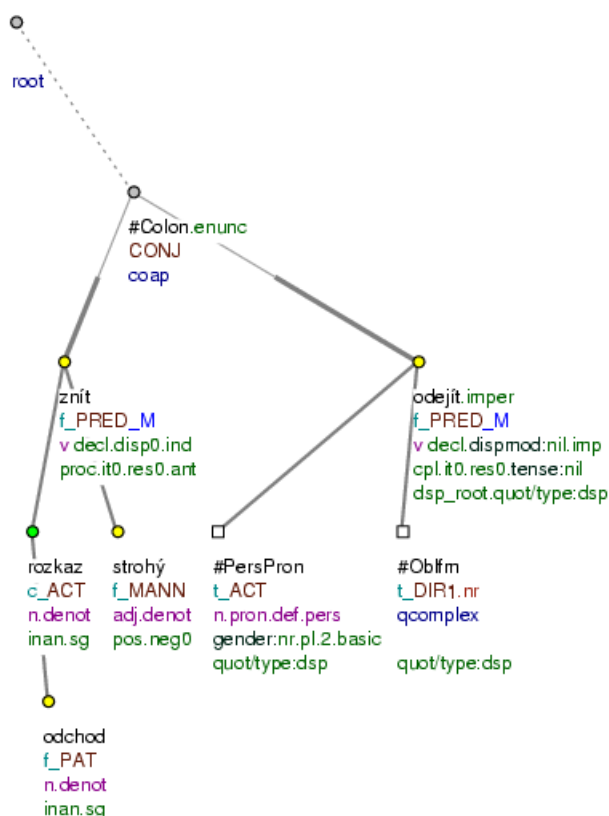 root
#Colon.enunc
CONJ
coap
znít
f_PRED_M
v decl.disp0.ind
proc.it0.res0.ant
odejít.imper
f_PRED_M
v decl.dispmod:nil.imp
cpl.it0.res0.tense:nil
dsp_root.quot/type:dsp
rozkaz
c_ACT
n.denot
inan.sg
strohý
f_MANN
adj.denot
pos.neg0
#PersPron
t_ACT
n.pron.def.pers
gender:nr.pl.2.basic
quot/type:dsp
#Oblfm
t_DIR1.nr
qcomplex
quot/type:dsp
odchod
f_PAT
n.denot
inan.sg